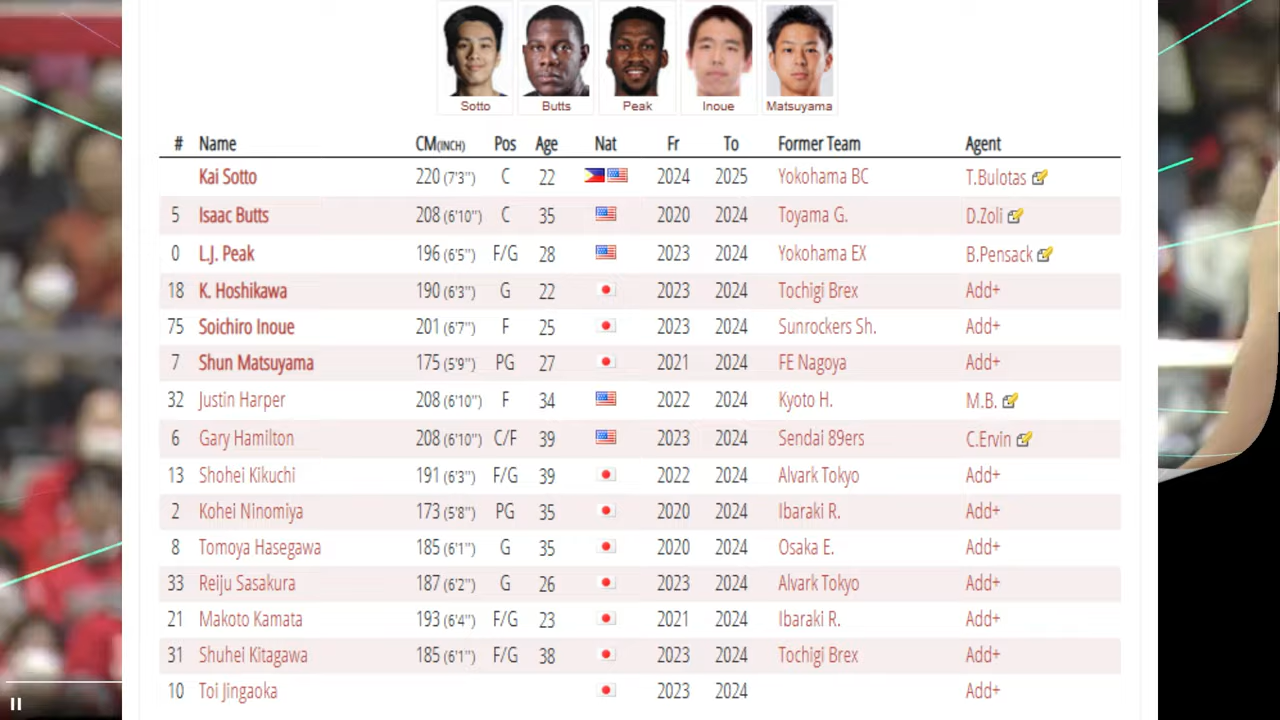 Sotto Butts Peak Inoue Matsuyama
# Name CM(INCH) Pos Age Nat Fr To Former Team Agent
Kai Sotto 220 (7'3'') C 22 2024 2025 Yokohama BC T.Bulotas
5 Isaac Butts 208 (6'10'') C 35 2020 2024 Toyama G. D.Zoli
0 L.J. Peak 196 (6'5'') F/G 28 2023 2024 Yokohama EX B.Pensack
18 K. Hoshikawa 190 (6'3'') G 22 2023 2024 Tochigi Brex Add+
75 Soichiro Inoue 201 (6'7'') F 25 2023 2024 Sunrockers Sh. Add+
7 Shun Matsuyama 175 (5'9'') PG 27 2021 2024 FE Nagoya Add+
32 Justin Harper 208 (6'10'') F 34 2022 2024 Kyoto H. M.B.
6 Gary Hamilton 208 (6'10'') C/F 39 2023 2024 Sendai 89ers C.Ervin
13 Shohei Kikuchi 191 (6'3'') F/G 39 2022 2024 Alvark Tokyo Add+
2 Kohei Ninomiya 173 (5'8'') PG 35 2020 2024 Ibaraki R. Add+
8 Tomoya Hasegawa 185 (6'1'') G 35 2020 2024 Osaka E. Add+
33 Reiju Sasakura 187 (6'2'') G 26 2023 2024 Alvark Tokyo Add+
21 Makoto Kamata 193 (6'4'') F/G 23 2021 2024 Ibaraki R. Add+
31 Shuhei Kitagawa 185 (6'1'') F/G 38 2023 2024 Tochigi Brex Add+
10 Toi Jingaoka 2023 2024 Add+